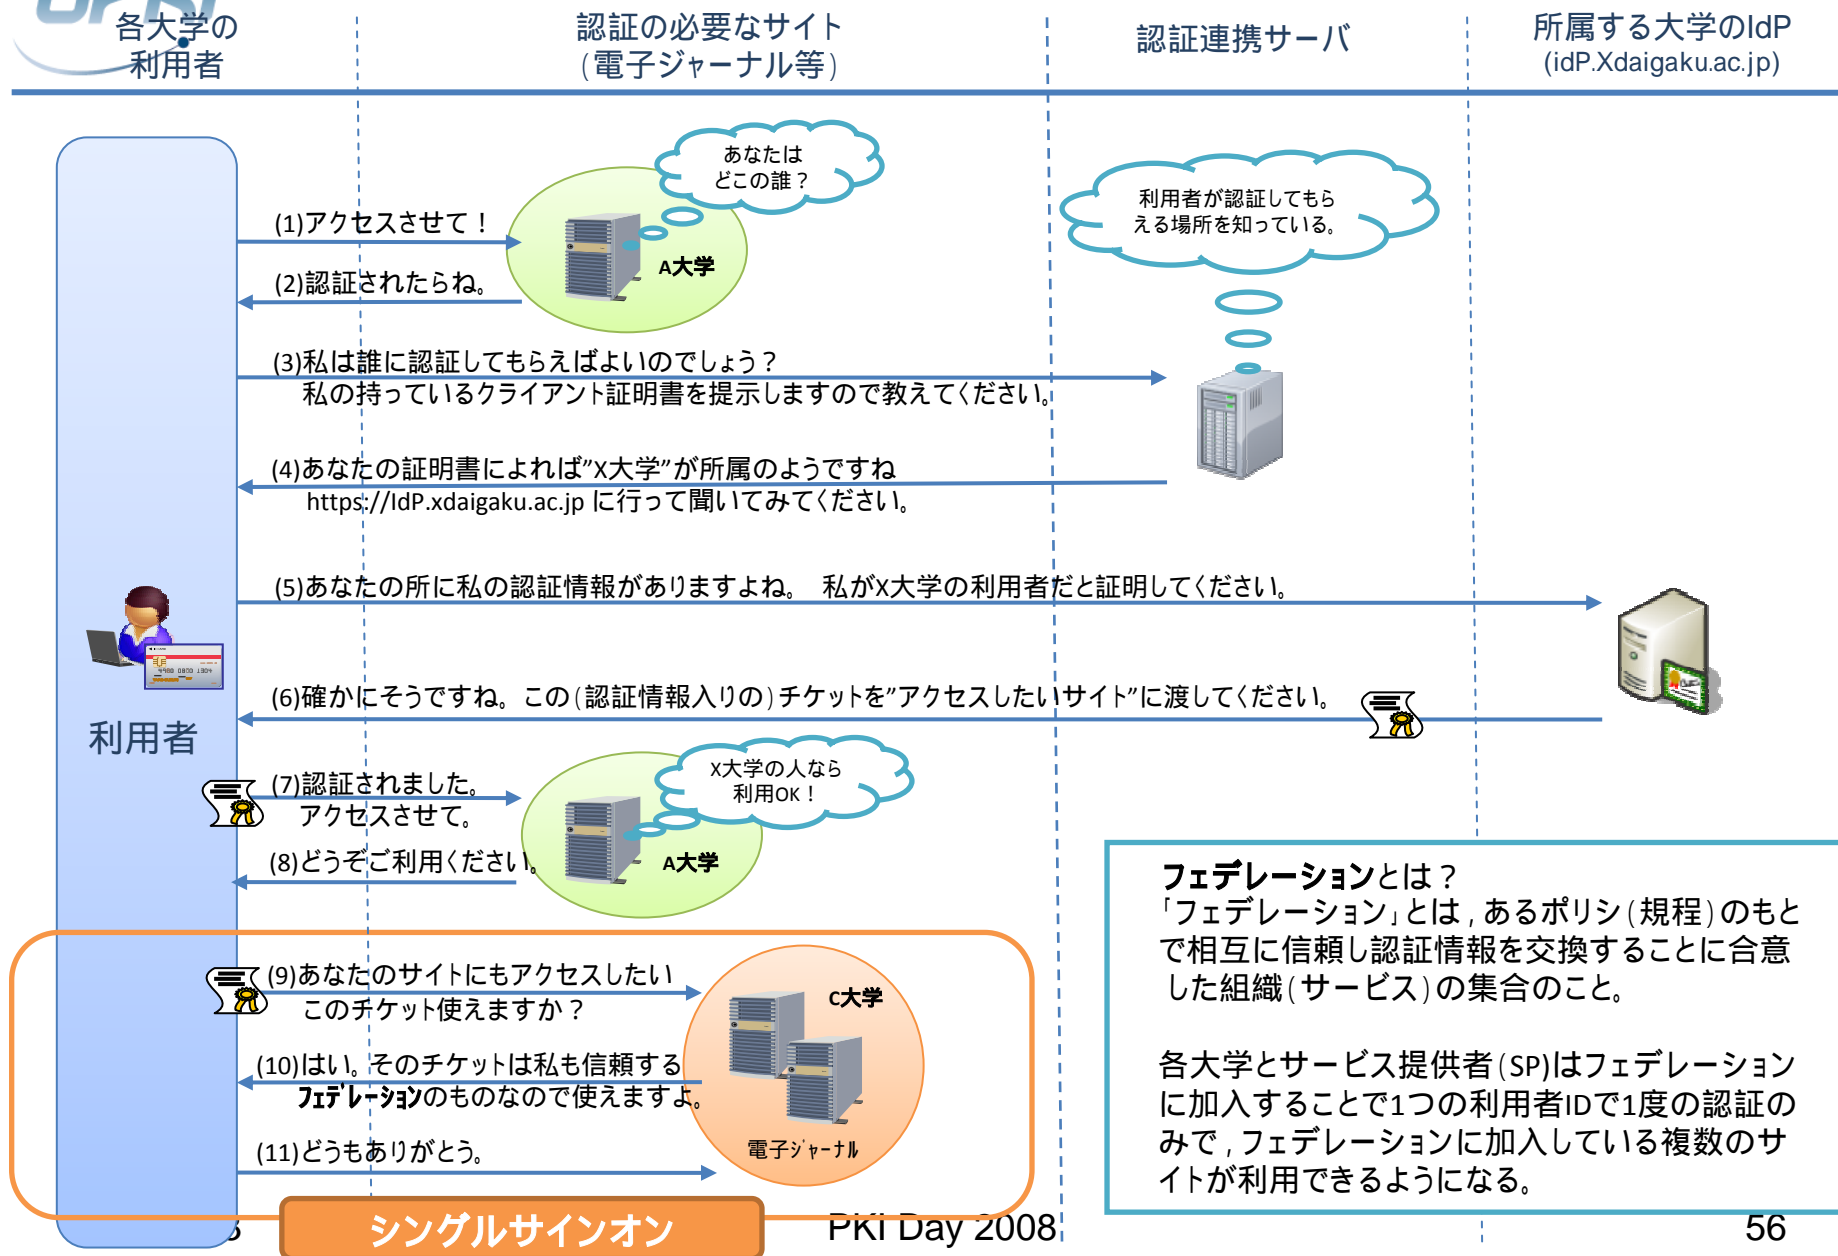 各大学の
利用者
認証の必要なサイト
(電子ジャーナル等)
認証連携サーバ
所属する大学のIdP
(idP.Xdaigaku.ac.jp)
あなたは
どこの誰？
利用者が認証してもら
える場所を知っている。
(1)アクセスさせて！
A大学
(2)認証されたらね。
(3)私は誰に認証してもらえばよいのでしょう？
私の持っているクライアント証明書を提示しますので教えてください。
(4)あなたの証明書によれば”X大学”が所属のようですね
https://IdP.xdaigaku.ac.jp に行って聞いてみてください。
(5)あなたの所に私の認証情報がありますよね。 私がX大学の利用者だと証明してください。
(6)確かにそうですね。この(認証情報入りの)チケットを”アクセスしたいサイト”に渡してください。
利用者
X大学の人なら
利用OK！
(7)認証されました。
アクセスさせて。
A大学
(8)どうぞご利用ください。
(9)あなたのサイトにもアクセスしたい
このチケット使えますか？
C大学
(10)はい。そのチケットは私も信頼する
フェデレーションのものなので使えますよ。
(11)どうもありがとう。
電子ジャーナル
フェデレーションとは？
「フェデレーション」とは，あるポリシ(規程)のもと
で相互に信頼し認証情報を交換することに合意
した組織(サービス)の集合のこと。
各大学とサービス提供者(SP)はフェデレーション
に加入することで1つの利用者IDで1度の認証の
みで，フェデレーションに加入している複数のサ
イトが利用できるようになる。
シングルサインオン
PKI Day 2008
56